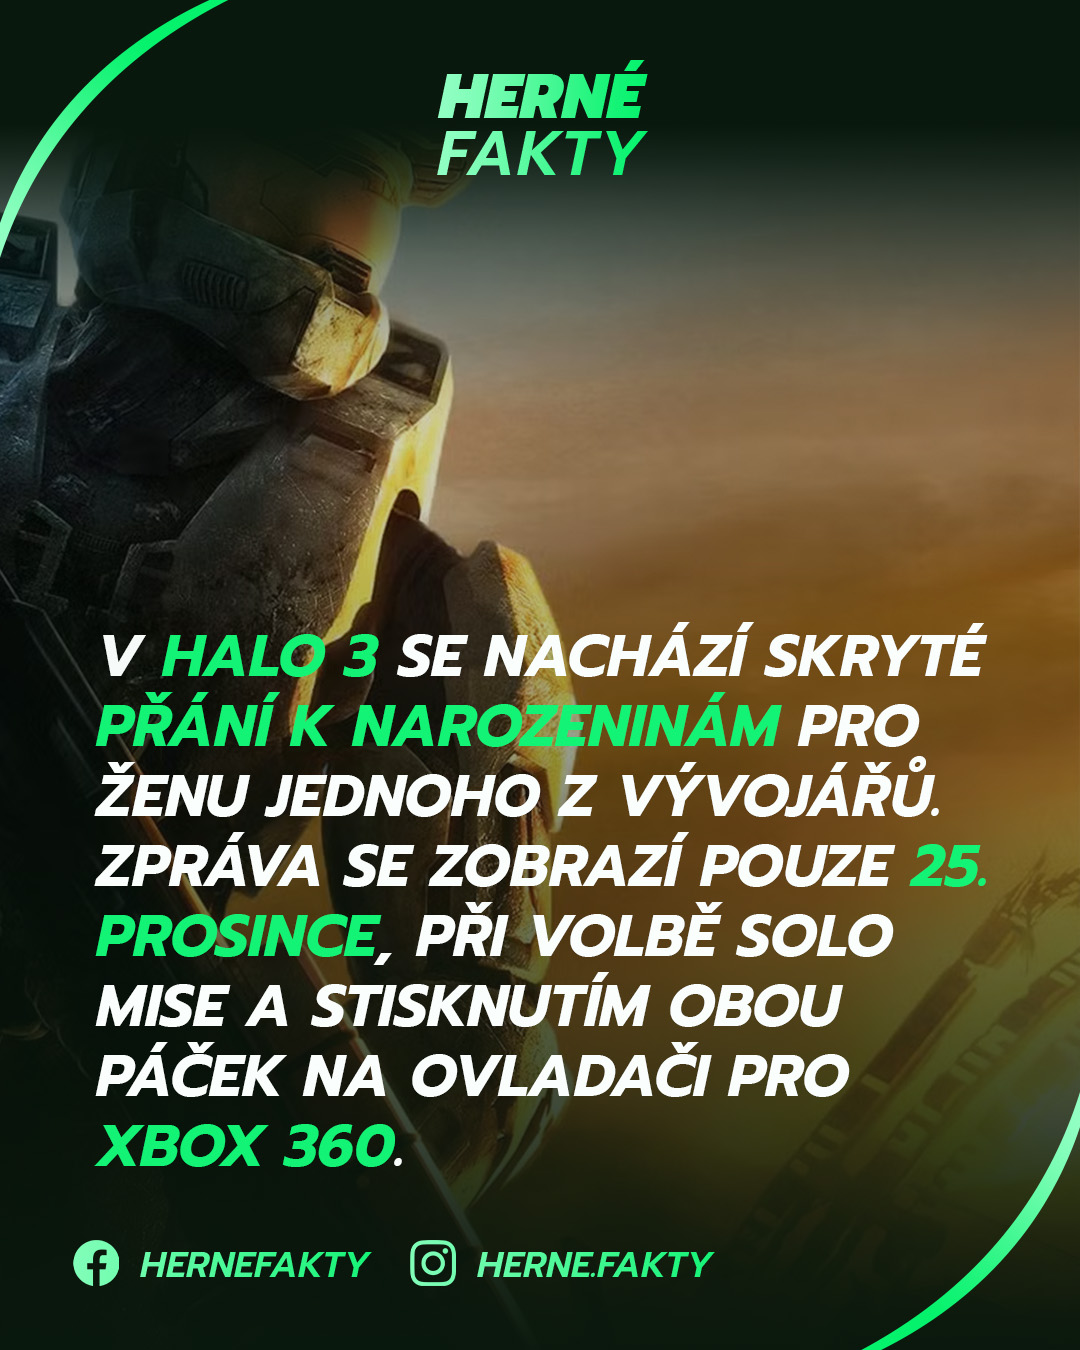 HERNÉ
FAKTY
V HALO 3 SE NACHÁZÍ SKRYTÉ
PŘÁNÍ K NAROZENINÁM PRO
ŽENU JEDNOHO Z VÝVOJÁŘŮ.
ZPRÁVA SE ZOBRAZÍ POUZE 25.
PROSINCE, PŘI VOLBĚ SOLO
MISE A STISKNUTÍM OBOU
PÁČEK NA OVLADAČI PRO
XBOX 360.
HERNEFAKTY HERNE.FAKTY